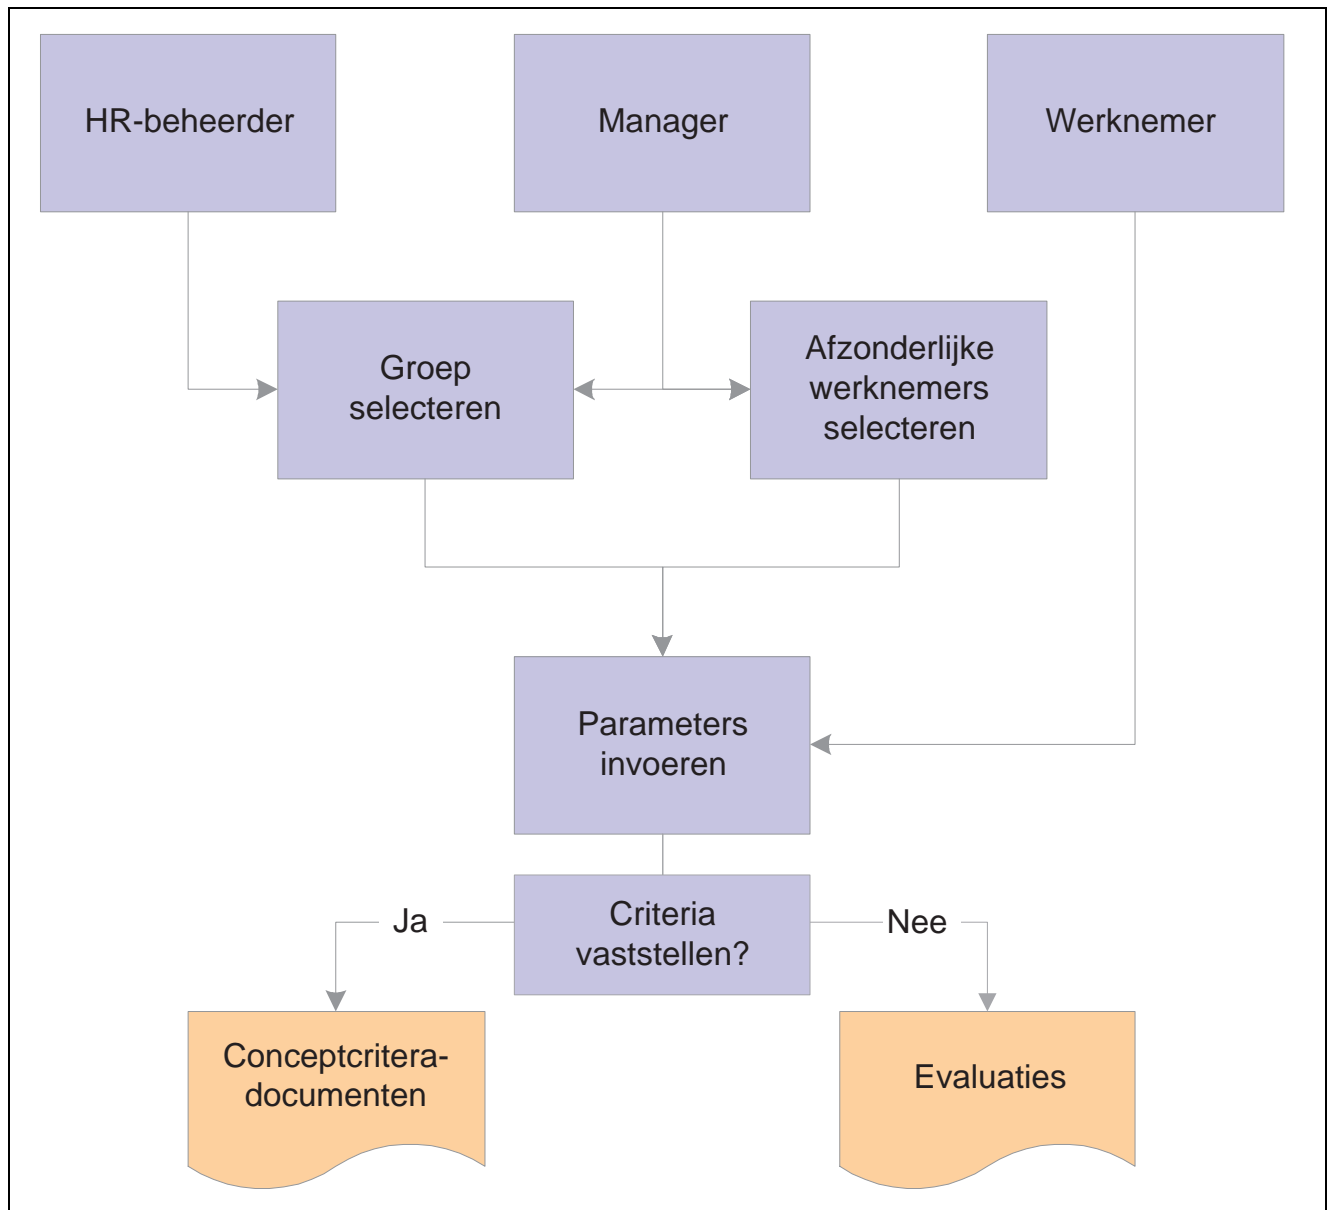 HR-beheerder
Manager
Werknemer
Groep
selecteren
Afzonderlijke
werknemers
selecteren
Parameters
invoeren
Criteria
vaststellen?
Ja
Nee
Conceptcritera-
documenten
Evaluaties